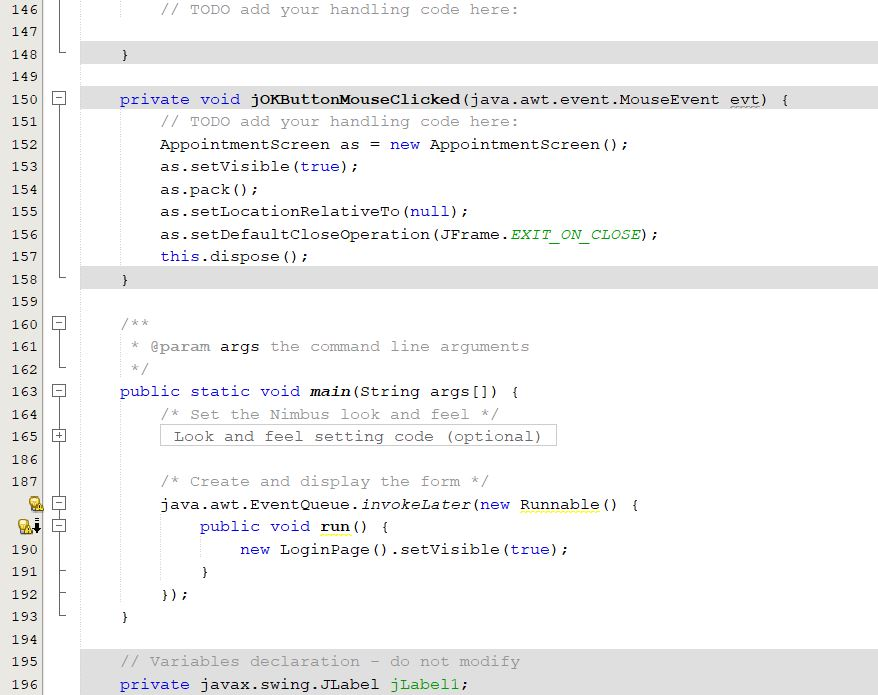 146 // TODO add your handling code here:
147
148 }
149
150 private void jOKButtonMouseClicked(java.awt.event.MouseEvent evt) {
151 // TODO add your handling code here:
152 AppointmentScreen as = new AppointmentScreen();
153 as.setVisible(true);
154 as.pack();
155 as.setLocationRelativeTo(null);
156 as.setDefaultCloseOperation(JFrame.EXIT_ON_CLOSE);
157 this.dispose();
158 }
159
160 /**
161 * @param args the command line arguments
162 */
163 public static void main(String args[]) {
164 /* Set the Nimbus look and feel */
165 Look and feel setting code (optional)
186
187 /* Create and display the form */
java.awt.EventQueue.invokeLater(new Runnable() {
public void run() {
190 new LoginPage().setVisible(true);
191 }
192 });
193 }
194
195 // Variables declaration - do not modify
196 private javax.swing.JLabel jLabel1;